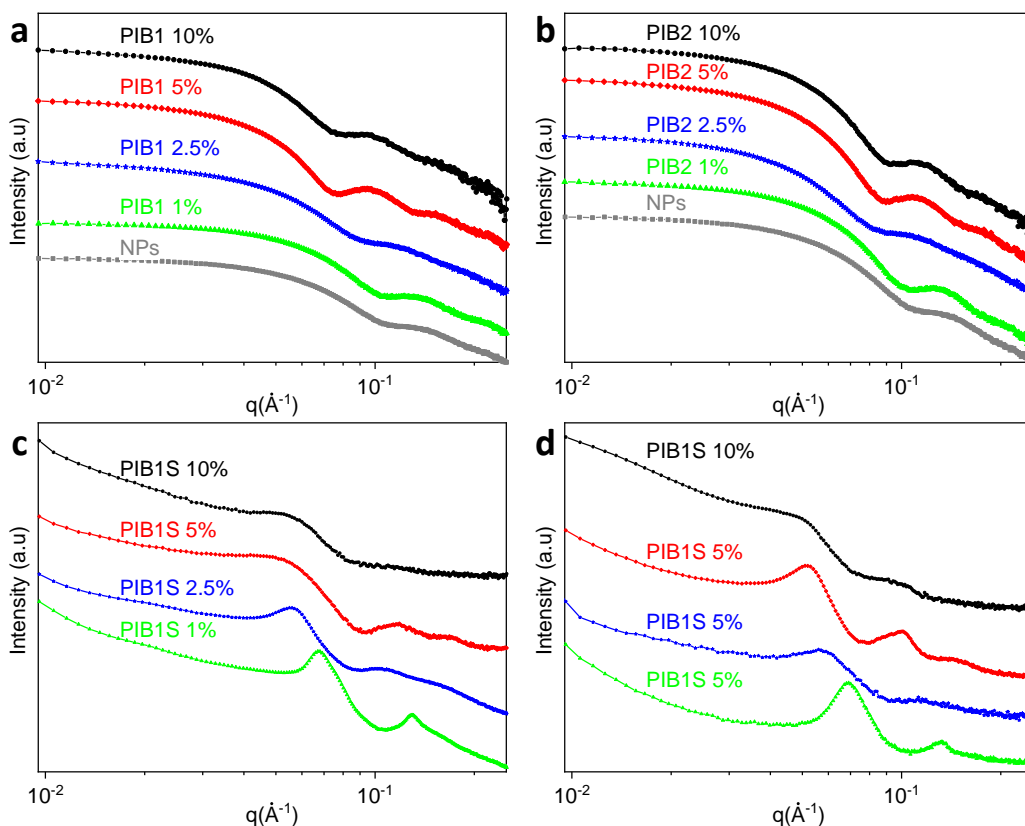 a
PIB1 10%
PIB1 5%
PIB1 2.5%
PIB1 1%
NPs
Intensity (a.u)
10⁻²
10⁻¹
q(Å⁻¹)
b
PIB2 10%
PIB2 5%
PIB2 2.5%
PIB2 1%
NPs
Intensity (a.u)
10⁻²
10⁻¹
q(Å⁻¹)
c
PIB1S 10%
PIB1S 5%
PIB1S 2.5%
PIB1S 1%
Intensity (a.u)
10⁻²
10⁻¹
q(Å⁻¹)
d
PIB1S 10%
PIB1S 5%
PIB1S 5%
PIB1S 5%
Intensity (a.u)
10⁻²
10⁻¹
q(Å⁻¹)